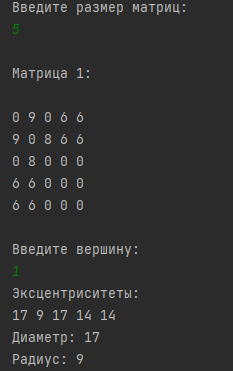 Введите размер матриц:
5
Матрица 1:
0 9 0 6 6
9 0 8 6 6
0 8 0 0 0
6 6 0 0 0
6 6 0 0 0
Введите вершину:
1
Эксцентриситеты:
17 9 17 14 14
Диаметр: 17
Радиус: 9